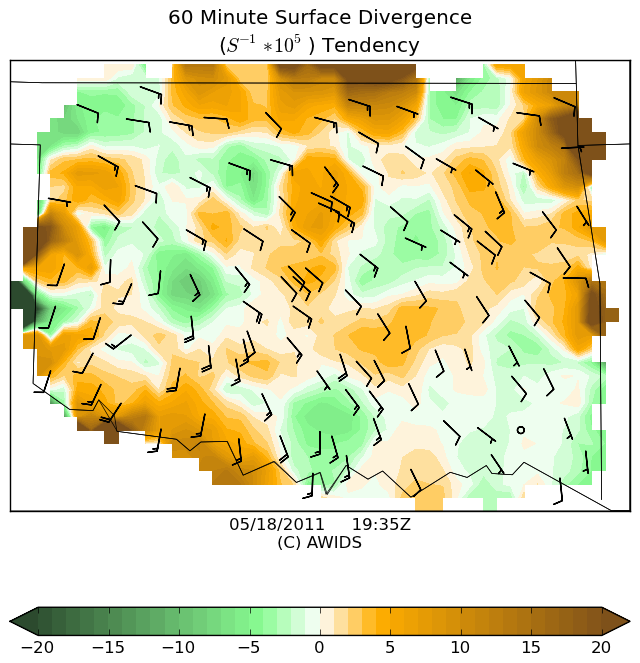 60 Minute Surface Divergence
(S⁻¹ *10⁵ ) Tendency
05/18/2011 19:35Z
(C) AWIDS
−20 −15 −10 −5 0 5 10 15 20